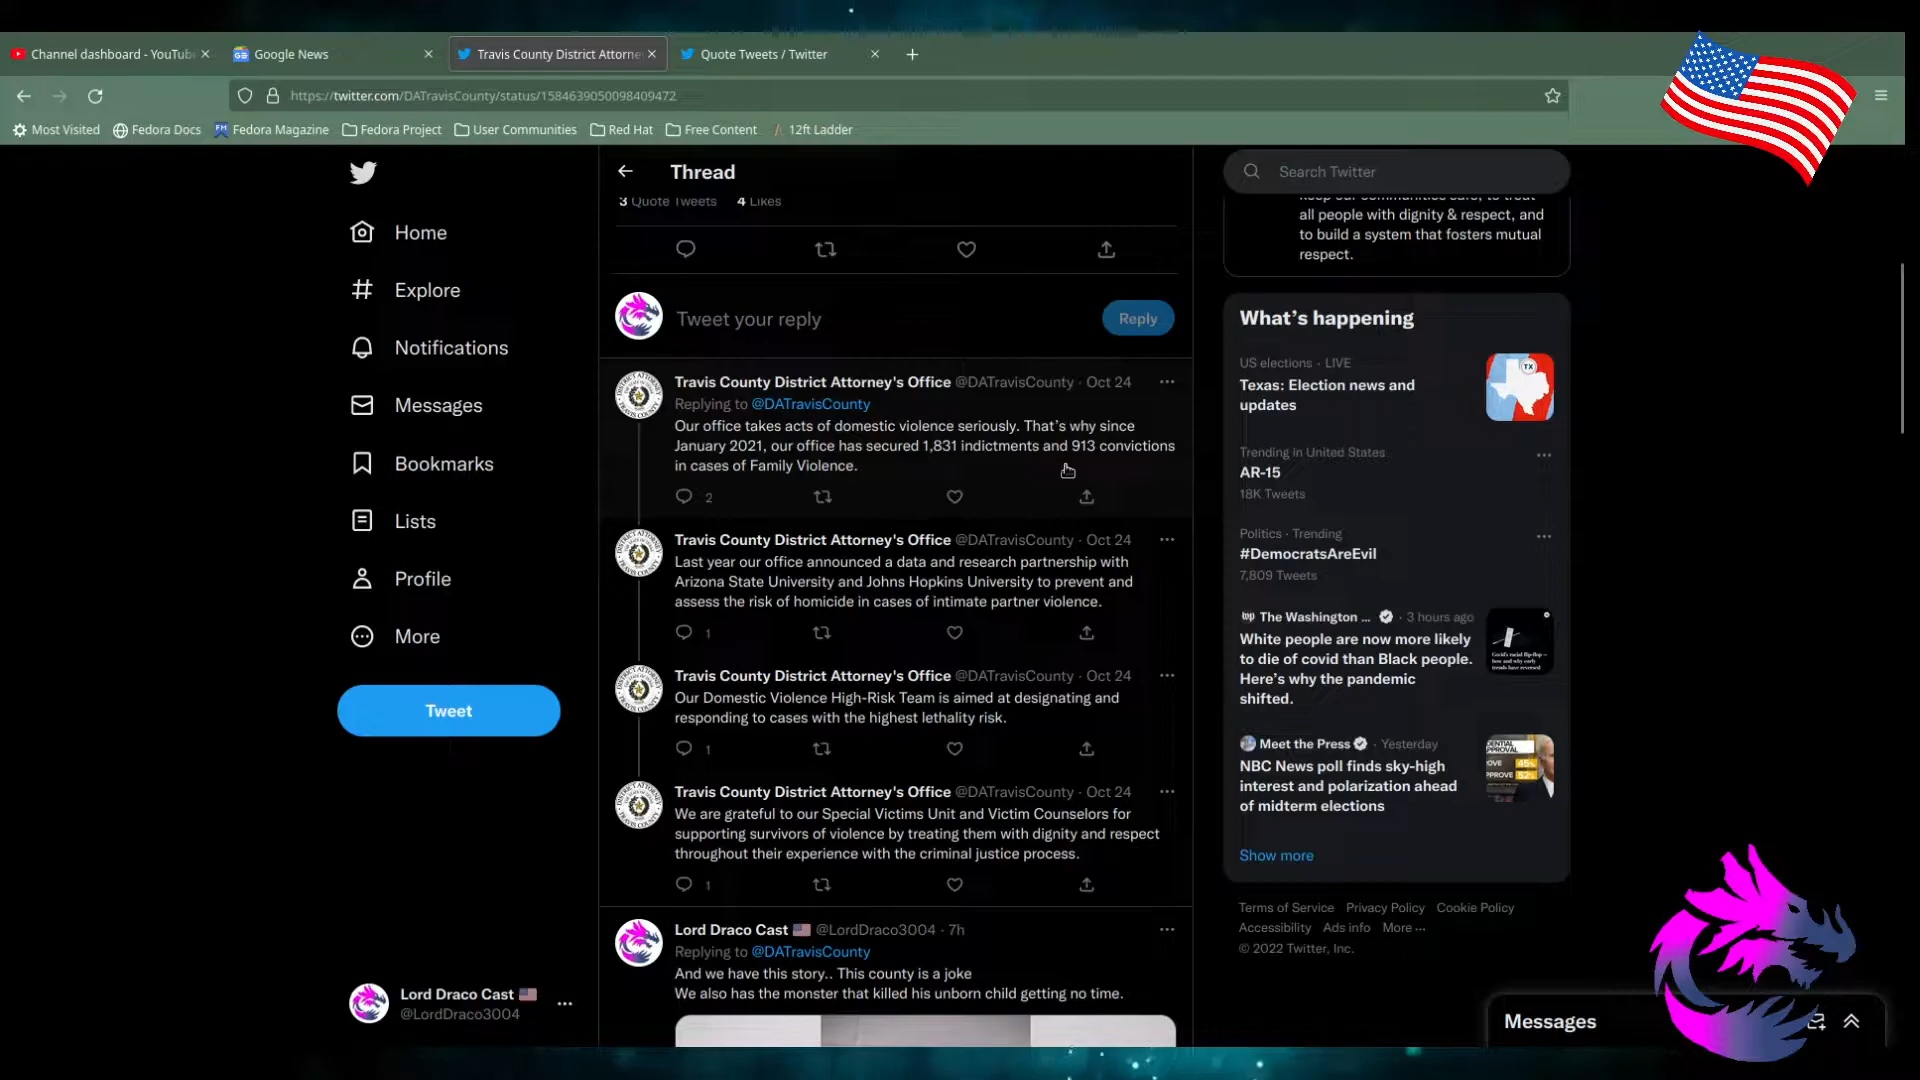 Channel dashboard - YouTub
Google News
Travis County District Attorne
Quote Tweets / Twitter
https://twitter.com/DATravisCounty/status/1584639050098409472
Most Visited
Fedora Docs
Fedora Magazine
Fedora Project
User Communities
Red Hat
Free Content
12ft Ladder
Home
Explore
Notifications
Messages
Bookmarks
Lists
Profile
More
Tweet
Lord Draco Cast
@LordDraco3004
Thread
3 Quote Tweets 4 Likes
Tweet your reply
Reply
Travis County District Attorney's Office @DATravisCounty · Oct 24
Replying to @DATravisCounty
Our office takes acts of domestic violence seriously. That's why since
January 2021, our office has secured 1,831 indictments and 913 convictions
in cases of Family Violence.
2
Travis County District Attorney's Office @DATravisCounty · Oct 24
Last year our office announced a data and research partnership with
Arizona State University and Johns Hopkins University to prevent and
assess the risk of homicide in cases of intimate partner violence.
1
Travis County District Attorney's Office @DATravisCounty · Oct 24
Our Domestic Violence High-Risk Team is aimed at designating and
responding to cases with the highest lethality risk.
1
Travis County District Attorney's Office @DATravisCounty · Oct 24
We are grateful to our Special Victims Unit and Victim Counselors for
supporting survivors of violence by treating them with dignity and respect
throughout their experience with the criminal justice process.
1
Lord Draco Cast @LordDraco3004 · 7h
Replying to @DATravisCounty
And we have this story.. This county is a joke
We also has the monster that killed his unborn child getting no time.
Search Twitter
keep our communities safe, to treat
all people with dignity & respect, and
to build a system that fosters mutual
respect.
What's happening
US elections · LIVE
Texas: Election news and
updates
TX
Trending in United States
AR-15
18K Tweets
Politics · Trending
#DemocratsAreEvil
7,809 Tweets
wp The Washington ... · 3 hours ago
White people are now more likely
to die of covid than Black people.
Here's why the pandemic
shifted.
Meet the Press · Yesterday
NBC News poll finds sky-high
interest and polarization ahead
of midterm elections
45%
52%
Show more
Terms of Service Privacy Policy Cookie Policy
Accessibility Ads info More ···
© 2022 Twitter, Inc.
Messages